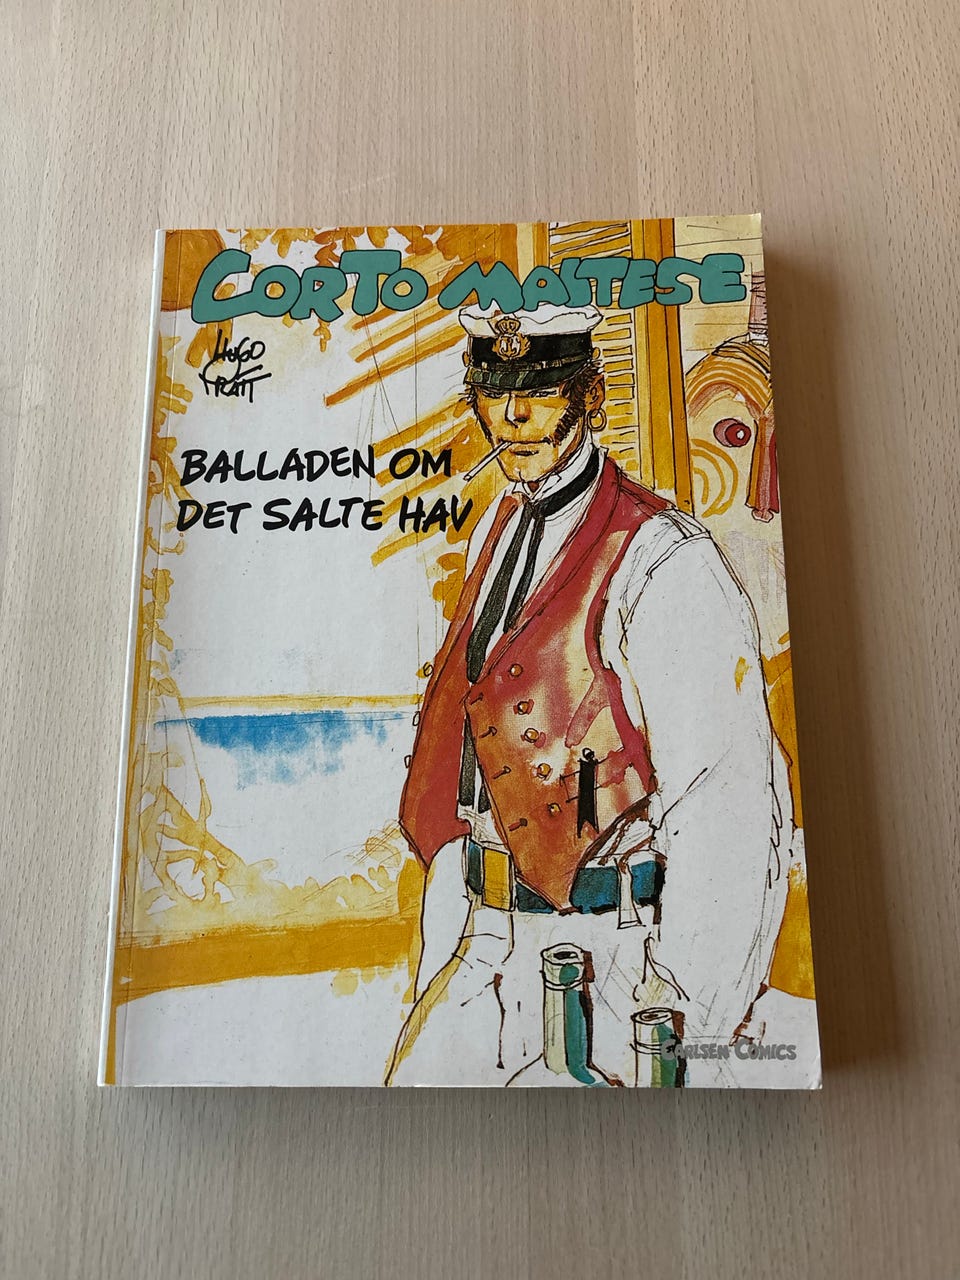 CORTO MALTESE
HUGO
PRATT
BALLADEN OM
DET SALTE HAV
CARLSEN COMICS